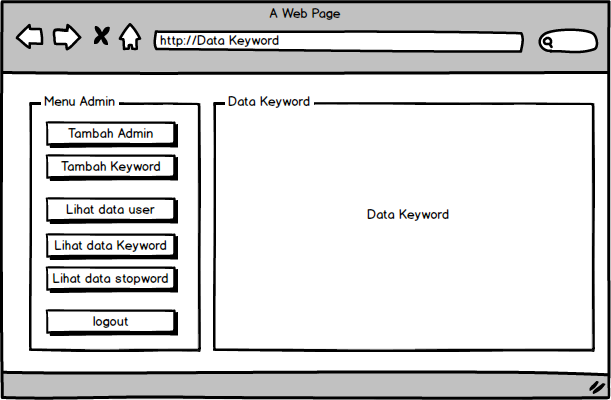 A Web Page
http://Data Keyword
Menu Admin
Tambah Admin
Tambah Keyword
Lihat data user
Lihat data Keyword
Lihat data stopword
logout
Data Keyword
Data Keyword